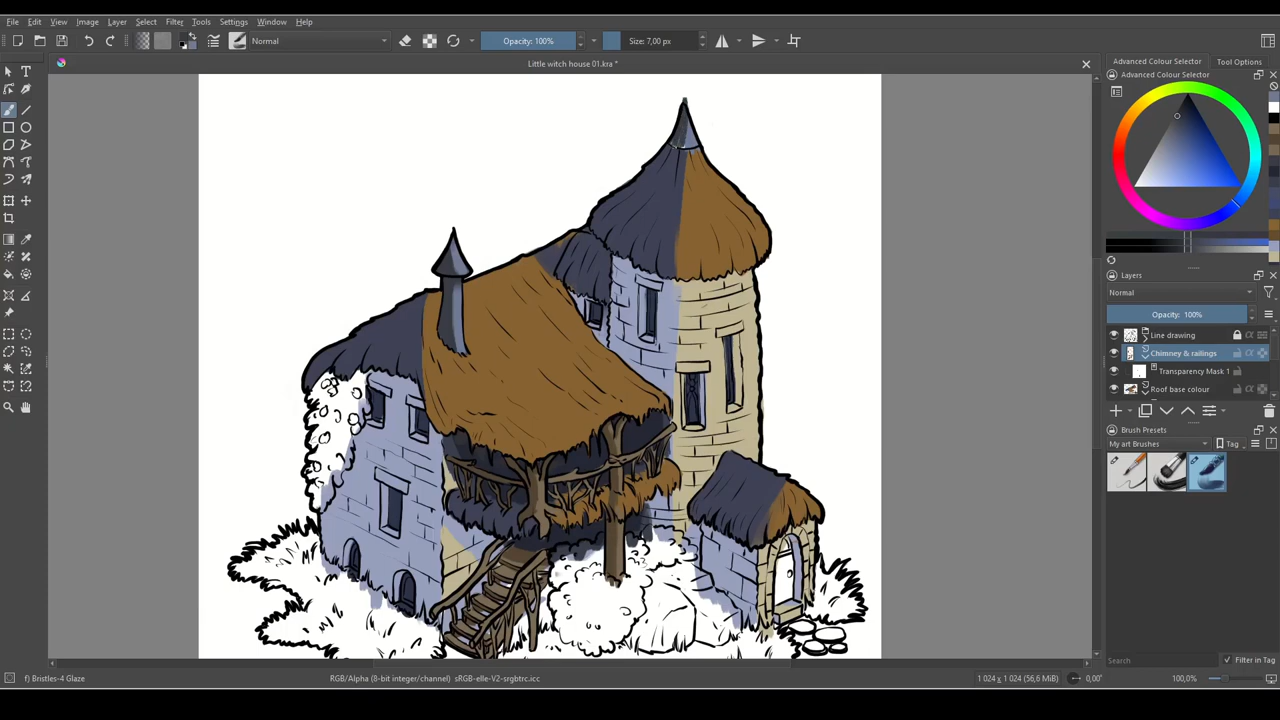 File Edit View Image Layer Select Filter Tools Settings Window Help
Normal Opacity: 100% Size: 7,00 px
Little witch house 01.kra *
Advanced Colour Selector Tool Options
Advanced Colour Selector
Layers
Normal
Opacity: 100%
Line drawing
Chimney & railings
Transparency Mask 1
Roof base colour
Brush Presets
My art Brushes Tag
Search Filter in Tag
f) Bristles-4 Glaze RGB/Alpha (8-bit integer/channel) sRGB-elle-V2-srgbtrc.icc 1 024 x 1 024 (56,6 MiB) 0,00° 100,0%